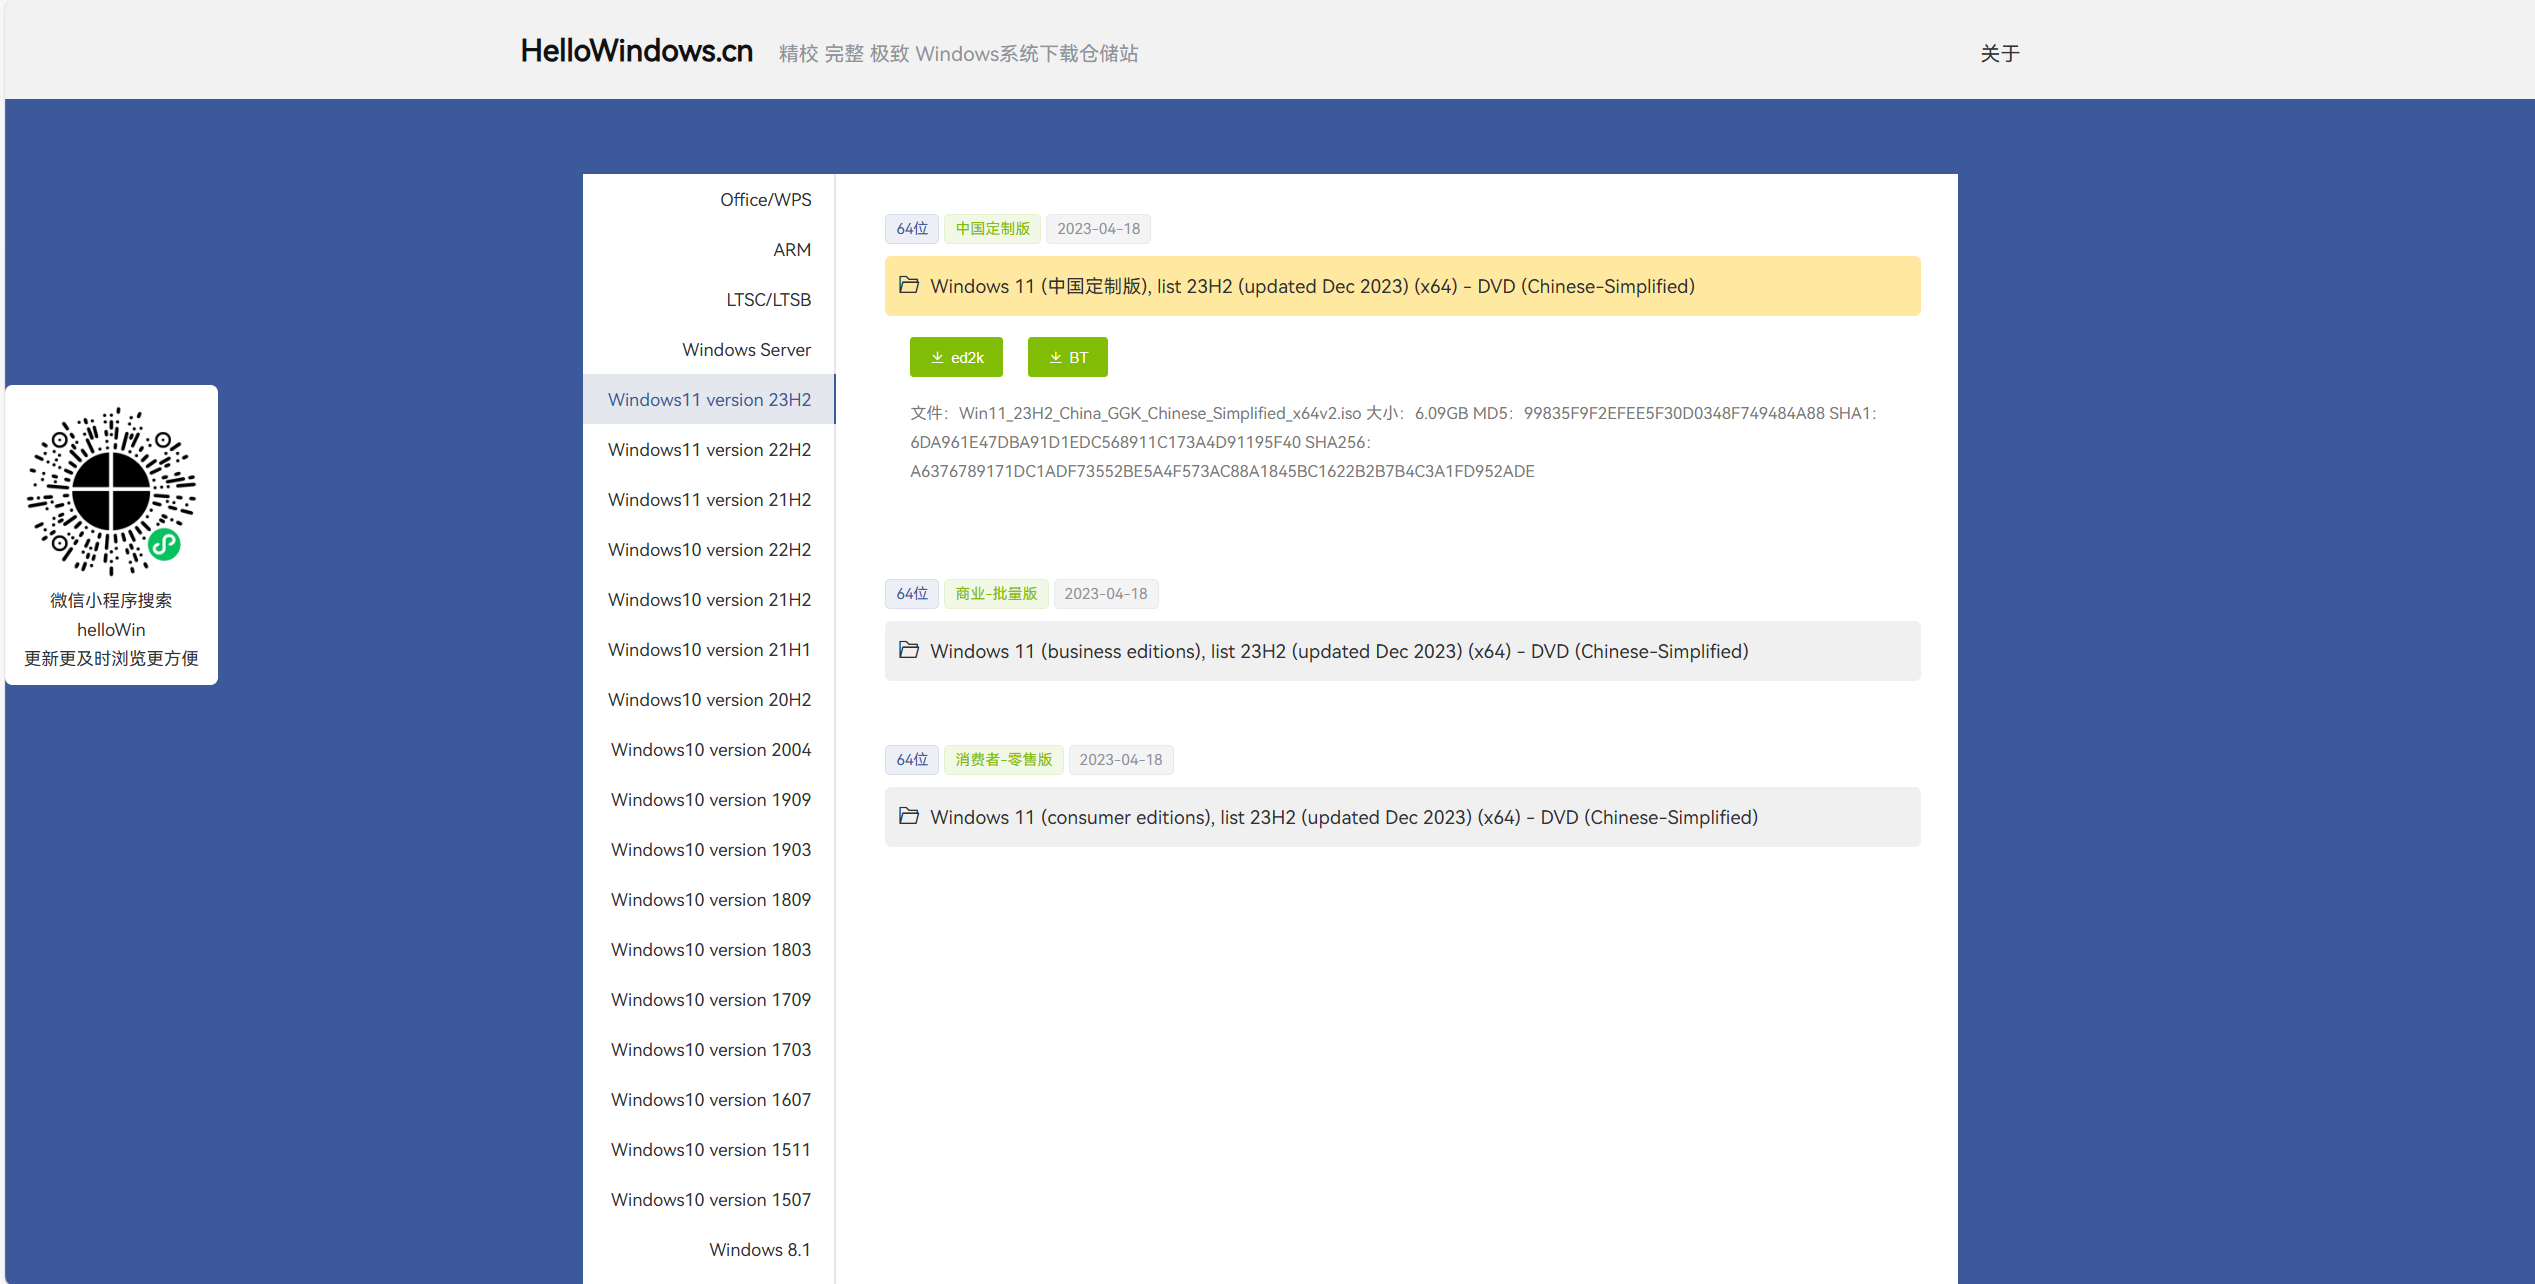 HelloWindows.cn 精校 完整 极致 Windows系统下载仓储站
关于
微信小程序搜索
helloWin
更新更及时浏览更方便
Office/WPS
ARM
LTSC/LTSB
Windows Server
Windows11 version 23H2
Windows11 version 22H2
Windows11 version 21H2
Windows10 version 22H2
Windows10 version 21H2
Windows10 version 21H1
Windows10 version 20H2
Windows10 version 2004
Windows10 version 1909
Windows10 version 1903
Windows10 version 1809
Windows10 version 1803
Windows10 version 1709
Windows10 version 1703
Windows10 version 1607
Windows10 version 1511
Windows10 version 1507
Windows 8.1
64位 中国定制版 2023-04-18
Windows 11 (中国定制版), list 23H2 (updated Dec 2023) (x64) - DVD (Chinese-Simplified)
ed2k BT
文件：Win11_23H2_China_GGK_Chinese_Simplified_x64v2.iso 大小：6.09GB MD5：99835F9F2EFEE5F30D0348F749484A88 SHA1：
6DA961E47DBA91D1EDC568911C173A4D91195F40 SHA256：
A6376789171DC1ADF73552BE5A4F573AC88A1845BC1622B2B7B4C3A1FD952ADE
64位 商业-批量版 2023-04-18
Windows 11 (business editions), list 23H2 (updated Dec 2023) (x64) - DVD (Chinese-Simplified)
64位 消费者-零售版 2023-04-18
Windows 11 (consumer editions), list 23H2 (updated Dec 2023) (x64) - DVD (Chinese-Simplified)